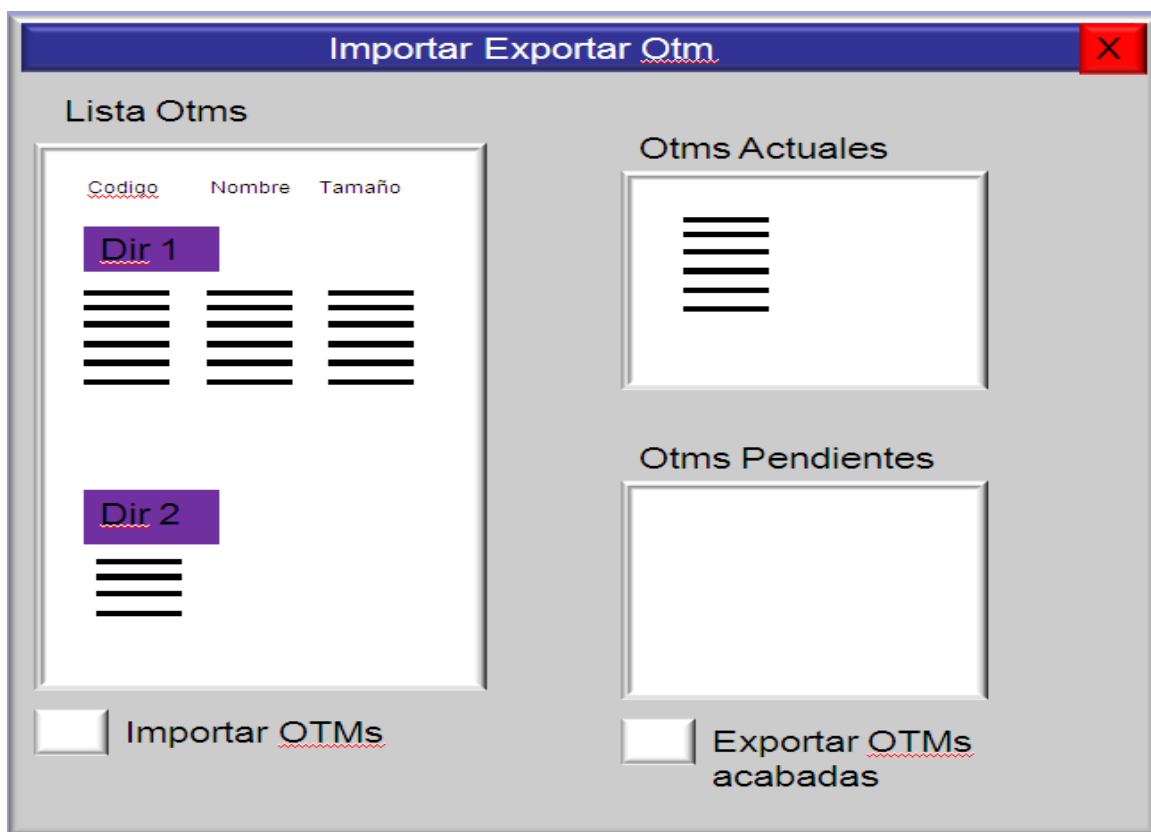 Importar Exportar Otm
X
Lista Otms
Codigo Nombre Tamaño
Dir 1
Dir 2
Importar OTMs
Otms Actuales
Otms Pendientes
Exportar OTMs
acabadas